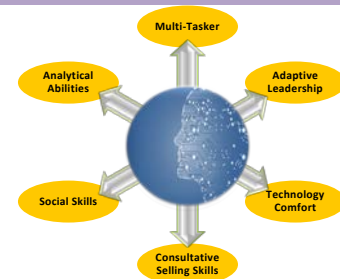 Multi-Tasker
Analytical
Abilities
Adaptive
Leadership
Social Skills
Technology
Comfort
Consultative
Selling Skills